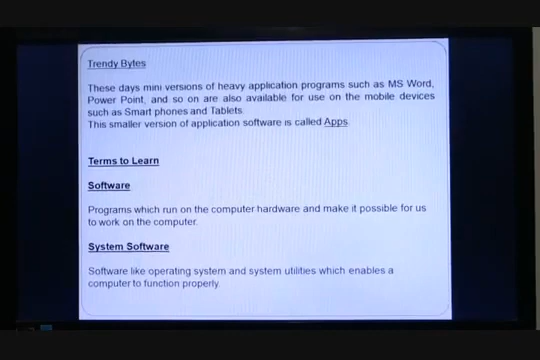 Trendy Bytes
These days mini versions of heavy application programs such as MS Word,
Power Point, and so on are also available for use on the mobile devices
such as Smart phones and Tablets.
This smaller version of application software is called Apps.
Terms to Learn
Software
Programs which run on the computer hardware and make it possible for us
to work on the computer.
System Software
Software like operating system and system utilities which enables a
computer to function properly.